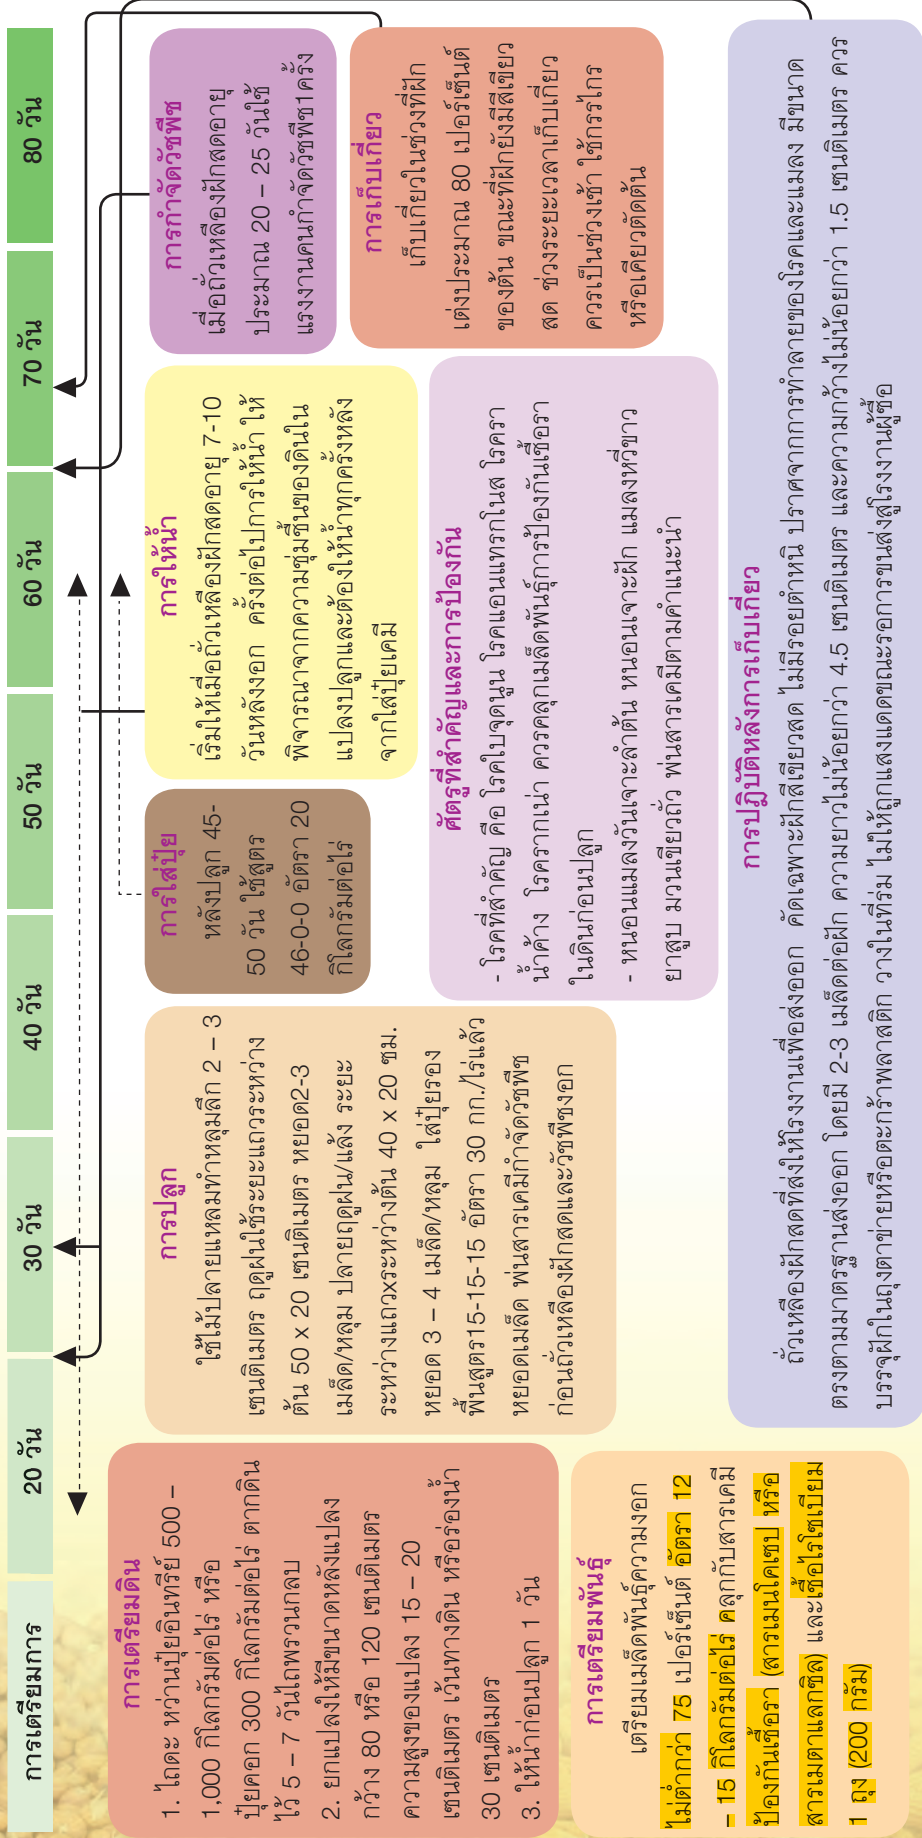 การเตรียมการ
20 วัน
30 วัน
40 วัน
50 วัน
60 วัน
70 วัน
80 วัน
การเตรียมดิน
1. ไถดะ หว่านปุ๋ยอินทรีย์ 500 –
1,000 กิโลกรัมต่อไร่ หรือ
ปุ๋ยคอก 300 กิโลกรัมต่อไร่ ตากดิน
ไว้ 5 – 7 วันไถพรวนกลบ
2. ยกแปลงให้มีขนาดหลังแปลง
กว้าง 80 หรือ 120 เซนติเมตร
ความสูงของแปลง 15 – 20
เซนติเมตร เว้นทางดิน หรือร่องน้ำ
30 เซนติเมตร
3. ให้น้ำก่อนปลูก 1 วัน
การเตรียมพันธุ์
เตรียมเมล็ดพันธุ์ความงอก
ไม่ต่ำกว่า 75 เปอร์เซ็นต์ อัตรา 12
– 15 กิโลกรัมต่อไร่ คลุกกับสารเคมี
ป้องกันเชื้อรา (สารเมนโคเซป หรือ
สารเมตาแลกซิล) และเชื้อไรโซเบียม
1 ถุง (200 กรัม)
การปลูก
ใช้ไม้ปลายแหลมทำหลุมลึก 2 – 3
เซนติเมตร ฤดูฝนใช้ระยะแถวระหว่าง
ต้น 50 x 20 เซนติเมตร หยอด2-3
เมล็ด/หลุม ปลายฤดูฝน/แล้ง ระยะ
ระหว่างแถวxระหว่างต้น 40 x 20 ซม.
หยอด 3 – 4 เมล็ด/หลุม ใส่ปุ๋ยรอง
พื้นสูตร15-15-15 อัตรา 30 กก./ไร่แล้ว
หยอดเมล็ด พ่นสารเคมีกำจัดวัชพืช
ก่อนถั่วเหลืองฝักสดและวัชพืชงอก
การใส่ปุ๋ย
หลังปลูก 45-
50 วัน ใช้สูตร
46-0-0 อัตรา 20
กิโลกรัมต่อไร่
การให้น้ำ
เริ่มให้เมื่อถั่วเหลืองฝักสดอายุ 7-10
วันหลังงอก ครั้งต่อไปการให้น้ำ ให้
พิจารณาจากความชุ่มชื้นของดินใน
แปลงปลูกและต้องให้น้ำทุกครั้งหลัง
จากใส่ปุ๋ยเคมี
การกำจัดวัชพืช
เมื่อถั่วเหลืองฝักสดอายุ
ประมาณ 20 – 25 วันใช้
แรงงานคนกำจัดวัชพืช1ครั้ง
การเก็บเกี่ยว
เก็บเกี่ยวในช่วงที่ฝัก
เต่งประมาณ 80 เปอร์เซ็นต์
ของต้น ขณะที่ฝักยังมีสีเขียว
สด ช่วงระยะเวลาเก็บเกี่ยว
ควรเป็นช่วงเช้า ใช้กรรไกร
หรือเคียวตัดต้น
ศัตรูที่สำคัญและการป้องกัน
- โรคที่สำคัญ คือ โรคใบจุดนูน โรคแอนแทรกโนส โรครา
น้ำค้าง โรครากเน่า ควรคลุกเมล็ดพันธุ์การป้องกันเชื้อรา
ในดินก่อนปลูก
- หนอนแมลงวันเจาะลำต้น หนอนเจาะฝัก แมลงหวี่ขาว
ยาสูบ มวนเขียวถั่ว พ่นสารเคมีตามคำแนะนำ
การปฏิบัติหลังการเก็บเกี่ยว
ถั่วเหลืองฝักสดที่ส่งให้โรงงานเพื่อส่งออก คัดเฉพาะฝักสีเขียวสด ไม่มีรอยตำหนิ ปราศจากการทำลายของโรคและแมลง มีขนาด
ตรงตามมาตรฐานส่งออก โดยมี 2-3 เมล็ดต่อฝัก ความยาวไม่น้อยกว่า 4.5 เซนติเมตร และความกว้างไม่น้อยกว่า 1.5 เซนติเมตร ควร
บรรจุฝักในถุงตาข่ายหรือตะกร้าพลาสติก วางในที่ร่ม ไม่ให้ถูกแสงแดดขณะรอการขนส่งสู่โรงงานผู้ซื้อ